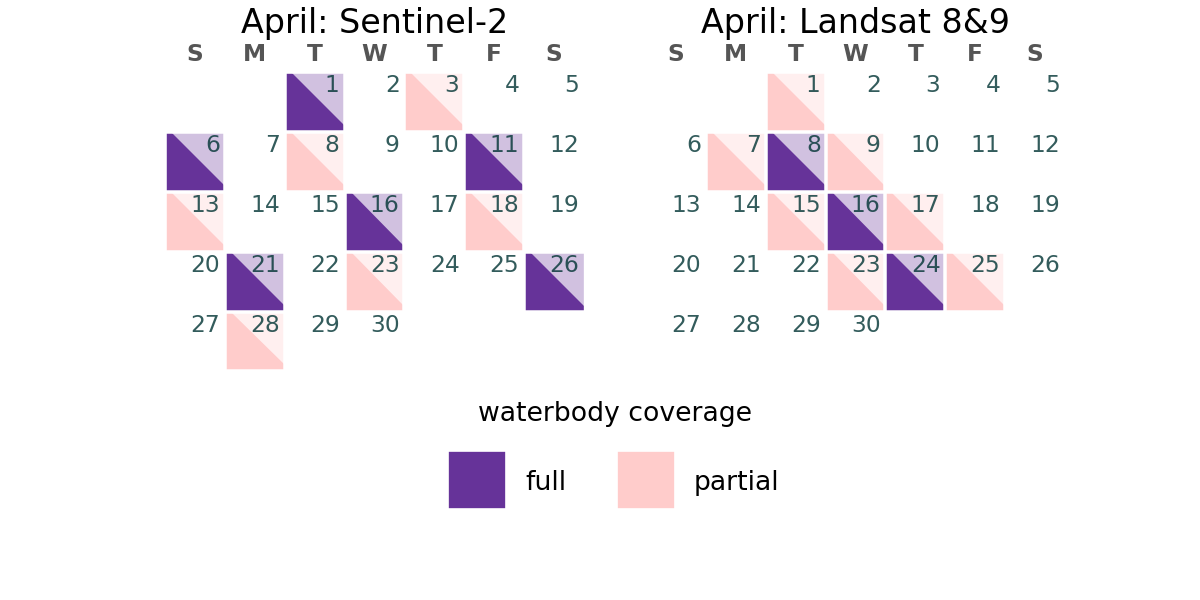 April: Sentinel-2
S M T W T F S
1 2 3 4 5
6 7 8 9 10 11 12
13 14 15 16 17 18 19
20 21 22 23 24 25 26
27 28 29 30
April: Landsat 8&9
S M T W T F S
1 2 3 4 5
6 7 8 9 10 11 12
13 14 15 16 17 18 19
20 21 22 23 24 25 26
27 28 29 30
waterbody coverage
full partial